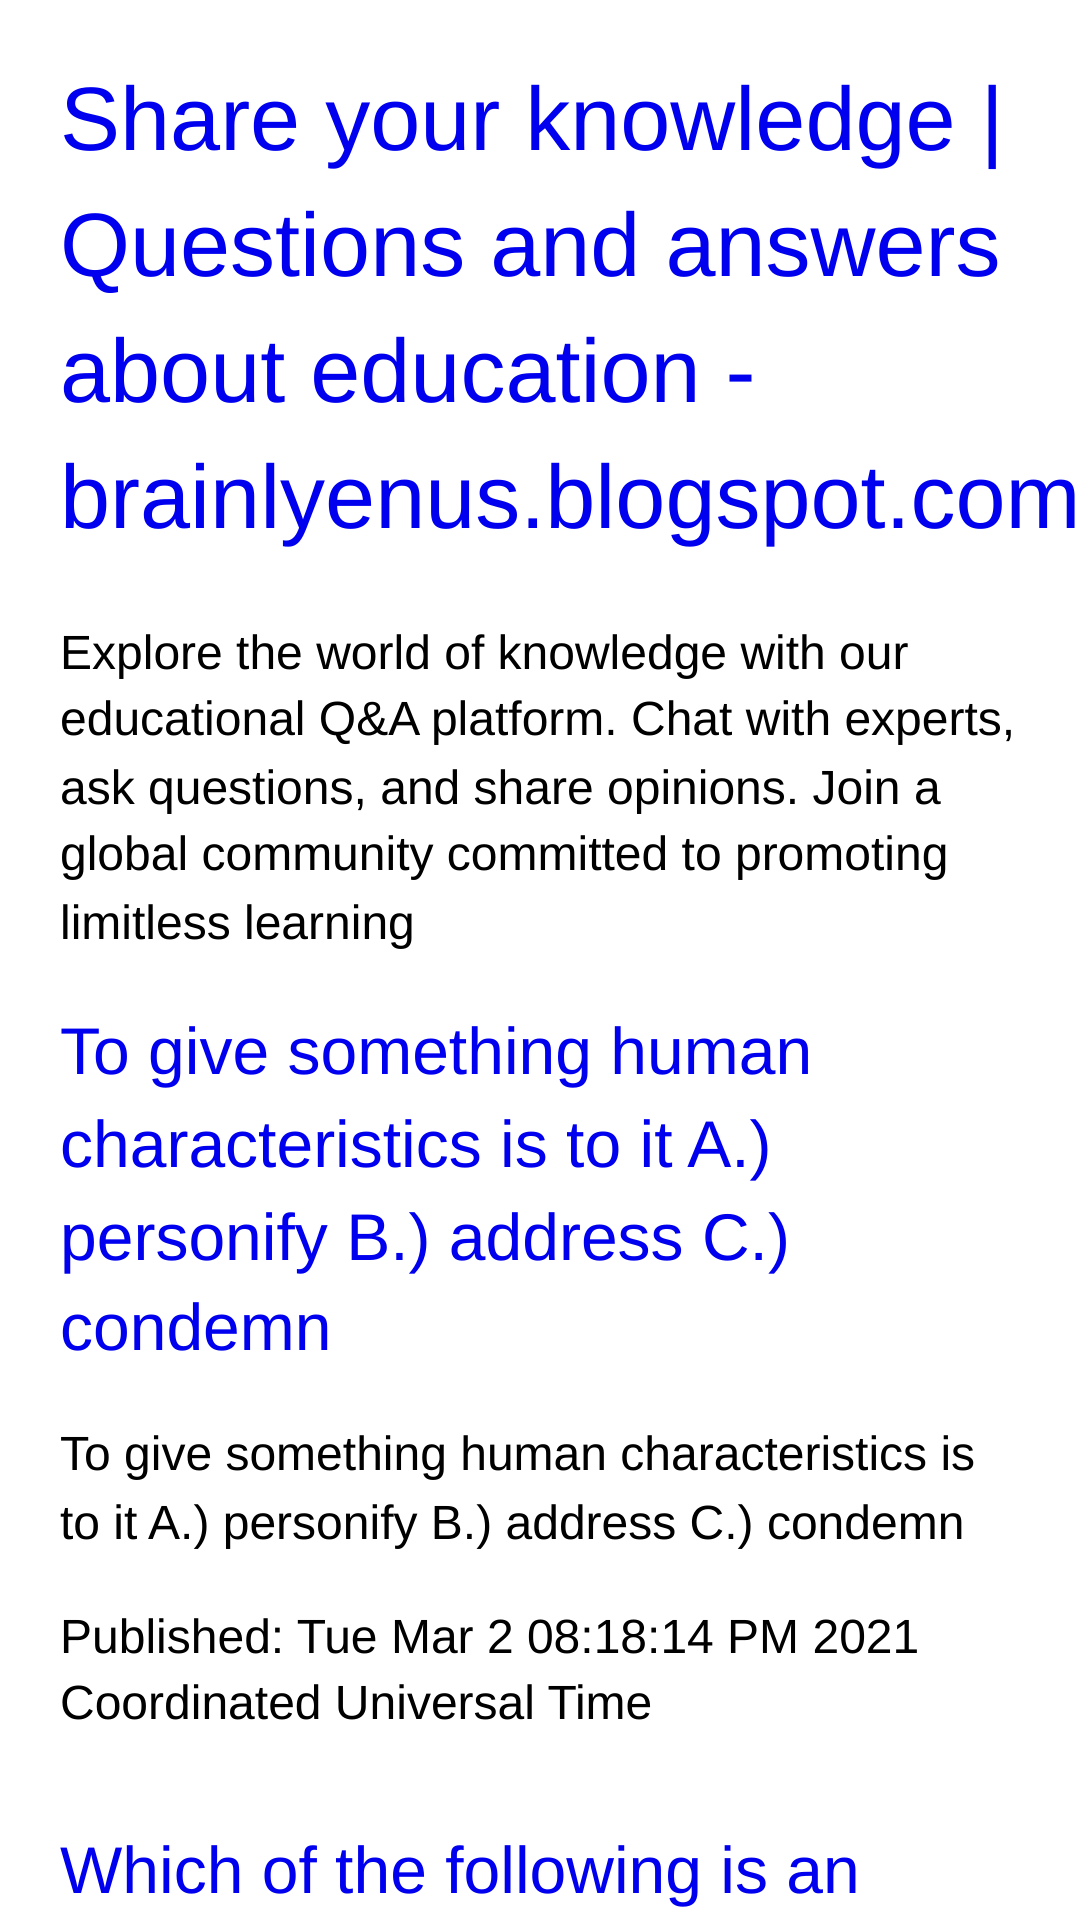 Share your knowledge |
Questions and answers
about education -
brainlyenus.blogspot.com
Explore the world of knowledge with our
educational Q&A platform. Chat with experts,
ask questions, and share opinions. Join a
global community committed to promoting
limitless learning
To give something human
characteristics is to it A.)
personify B.) address C.)
condemn
To give something human characteristics is
to it A.) personify B.) address C.) condemn
Published: Tue Mar 2 08:18:14 PM 2021
Coordinated Universal Time
Which of the following is an